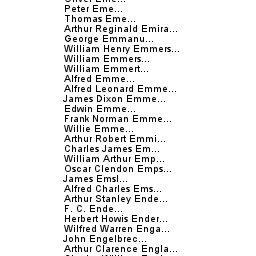 Peter Eme...
Thomas Eme...
Arthur Reginald Emira...
George Emmanu...
William Henry Emmers...
William Emmers...
William Emmert...
Alfred Emme...
Alfred Leonard Emme...
James Dixon Emme...
Edwin Emme...
Frank Norman Emme...
Willie Emme...
Arthur Robert Emmi...
Charles James Em...
William Arthur Emp...
Oscar Clendon Emps...
James Emsl...
Alfred Charles Ems...
Arthur Stanley Ende...
F. C. Ende...
Herbert Howis Ender...
Wilfred Warren Enga...
John Engelbrec...
Arthur Clarence Engla...